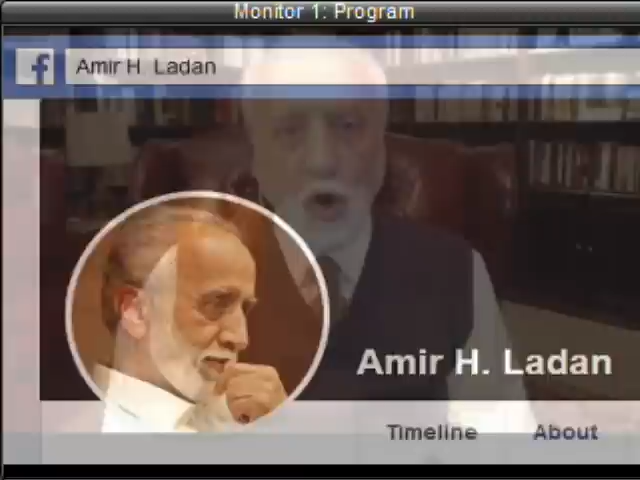 Monitor 1: Program
f Amir H. Ladan
Amir H. Ladan
Timeline About